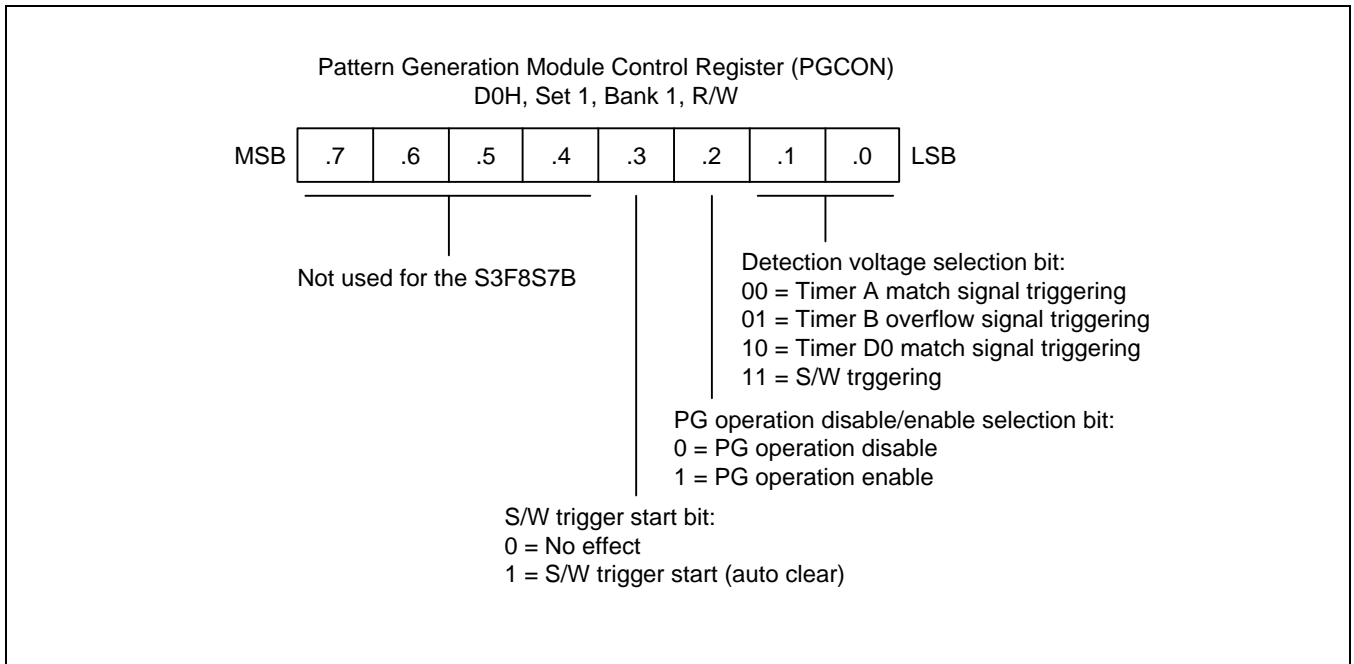 Pattern Generation Module Control Register (PGCON)
D0H, Set 1, Bank 1, R/W
MSB .7 .6 .5 .4 .3 .2 .1 .0 LSB
Not used for the S3F8S7B
Detection voltage selection bit:
00 = Timer A match signal triggering
01 = Timer B overflow signal triggering
10 = Timer D0 match signal triggering
11 = S/W trggering
PG operation disable/enable selection bit:
0 = PG operation disable
1 = PG operation enable
S/W trigger start bit:
0 = No effect
1 = S/W trigger start (auto clear)